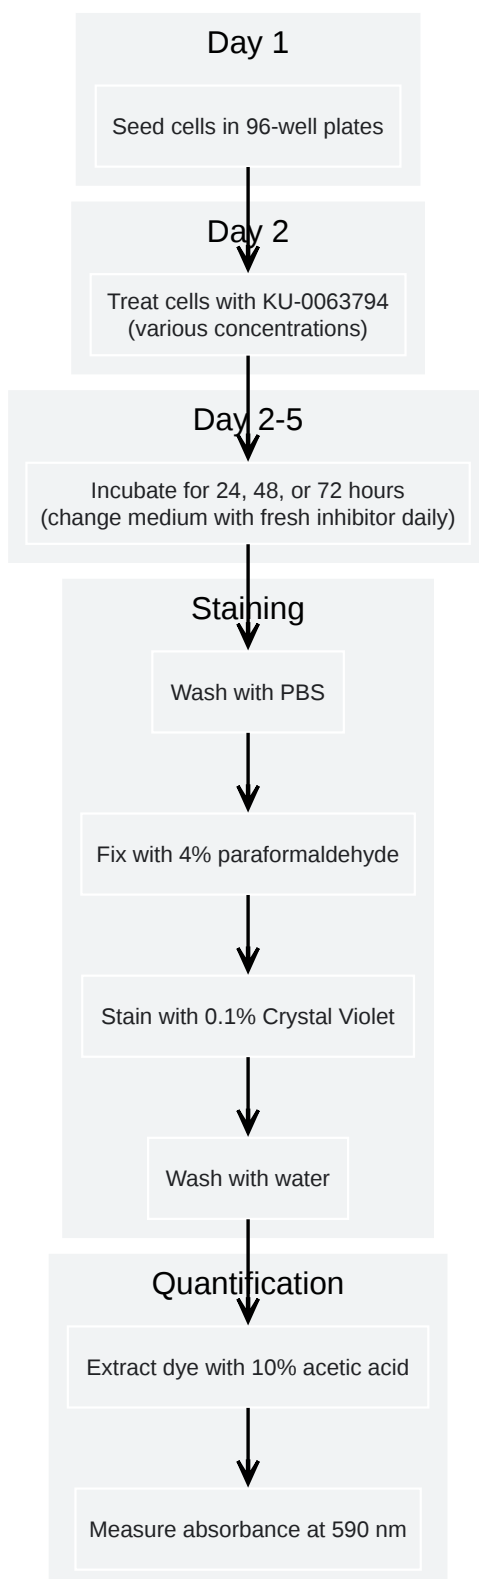 Day 1
Seed cells in 96-well plates
Day 2
Treat cells with KU-0063794
(various concentrations)
Day 2-5
Incubate for 24, 48, or 72 hours
(change medium with fresh inhibitor daily)
Staining
Wash with PBS
Fix with 4% paraformaldehyde
Stain with 0.1% Crystal Violet
Wash with water
Quantification
Extract dye with 10% acetic acid
Measure absorbance at 590 nm